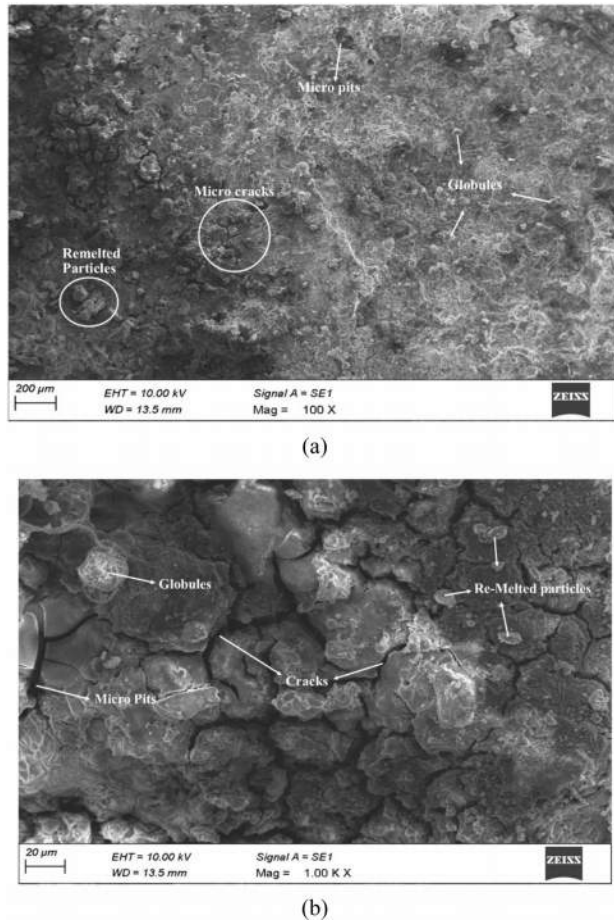 Micro pits
Globules
Micro cracks
Remelted
Particles
200 µm
EHT = 10.00 kV
Signal A = SE1
WD = 13.5 mm
Mag = 100 X
ZEISS
(a)
Globules
Re-Melted particles
Cracks
Micro Pits
20 µm
EHT = 10.00 kV
Signal A = SE1
WD = 13.5 mm
Mag = 1.00 K X
ZEISS
(b)